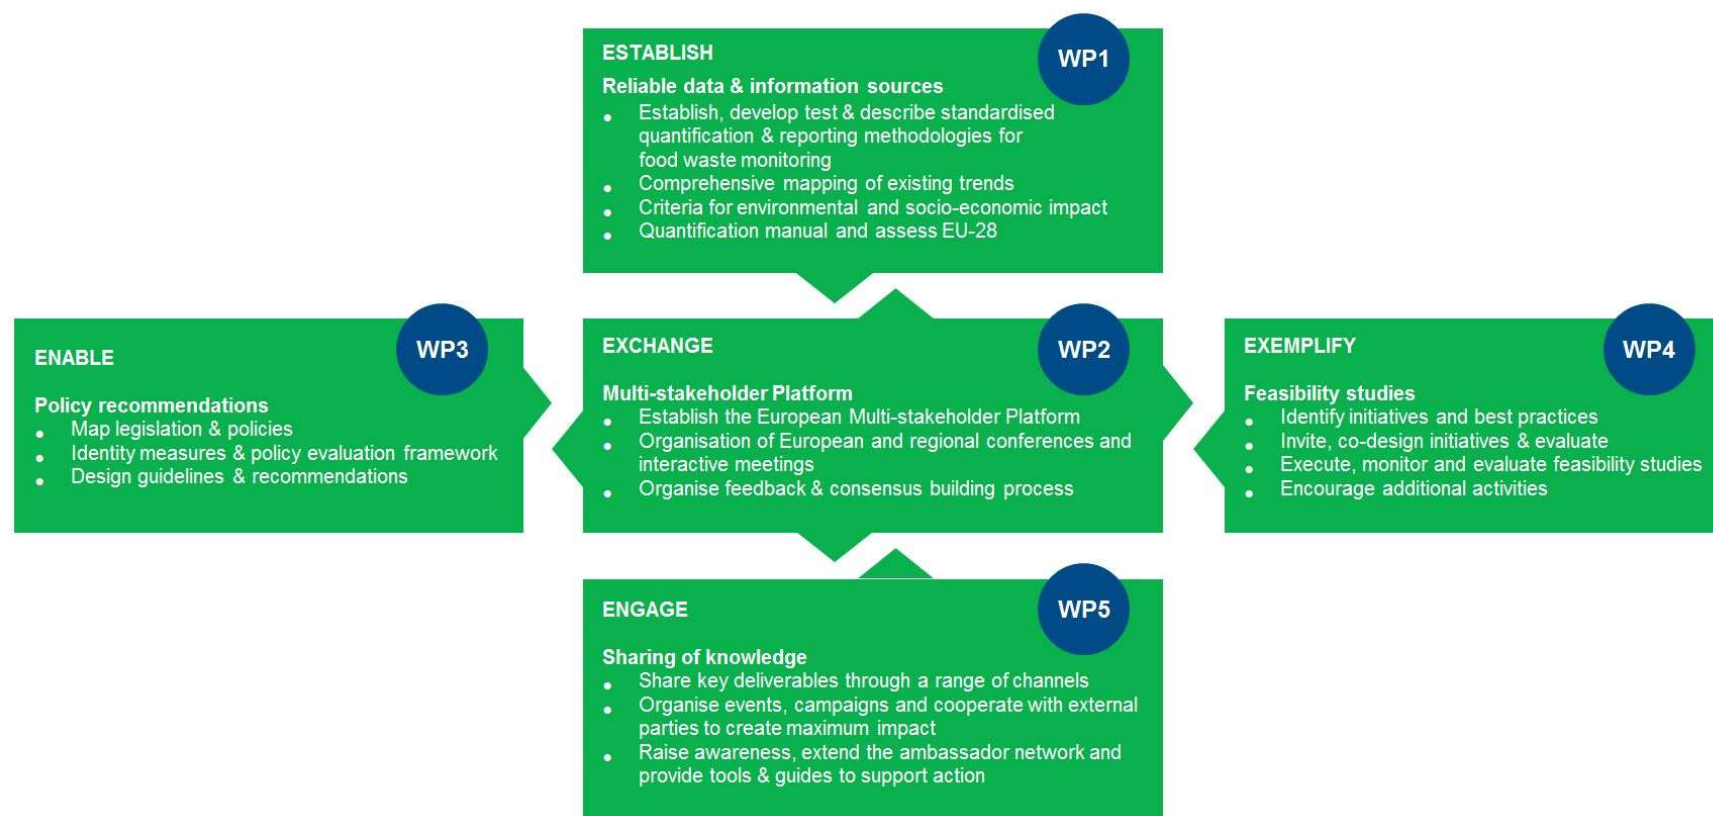 ESTABLISH
WP1
Reliable data & information sources
• Establish, develop test & describe standardised
quantification & reporting methodologies for
food waste monitoring
• Comprehensive mapping of existing trends
• Criteria for environmental and socio-economic impact
• Quantification manual and assess EU-28
ENABLE
WP3
Policy recommendations
• Map legislation & policies
• Identity measures & policy evaluation framework
• Design guidelines & recommendations
EXCHANGE
WP2
Multi-stakeholder Platform
• Establish the European Multi-stakeholder Platform
• Organisation of European and regional conferences and
interactive meetings
• Organise feedback & consensus building process
EXEMPLIFY
WP4
Feasibility studies
• Identify initiatives and best practices
• Invite, co-design initiatives & evaluate
• Execute, monitor and evaluate feasibility studies
• Encourage additional activities
ENGAGE
WP5
Sharing of knowledge
• Share key deliverables through a range of channels
• Organise events, campaigns and cooperate with external
parties to create maximum impact
• Raise awareness, extend the ambassador network and
provide tools & guides to support action